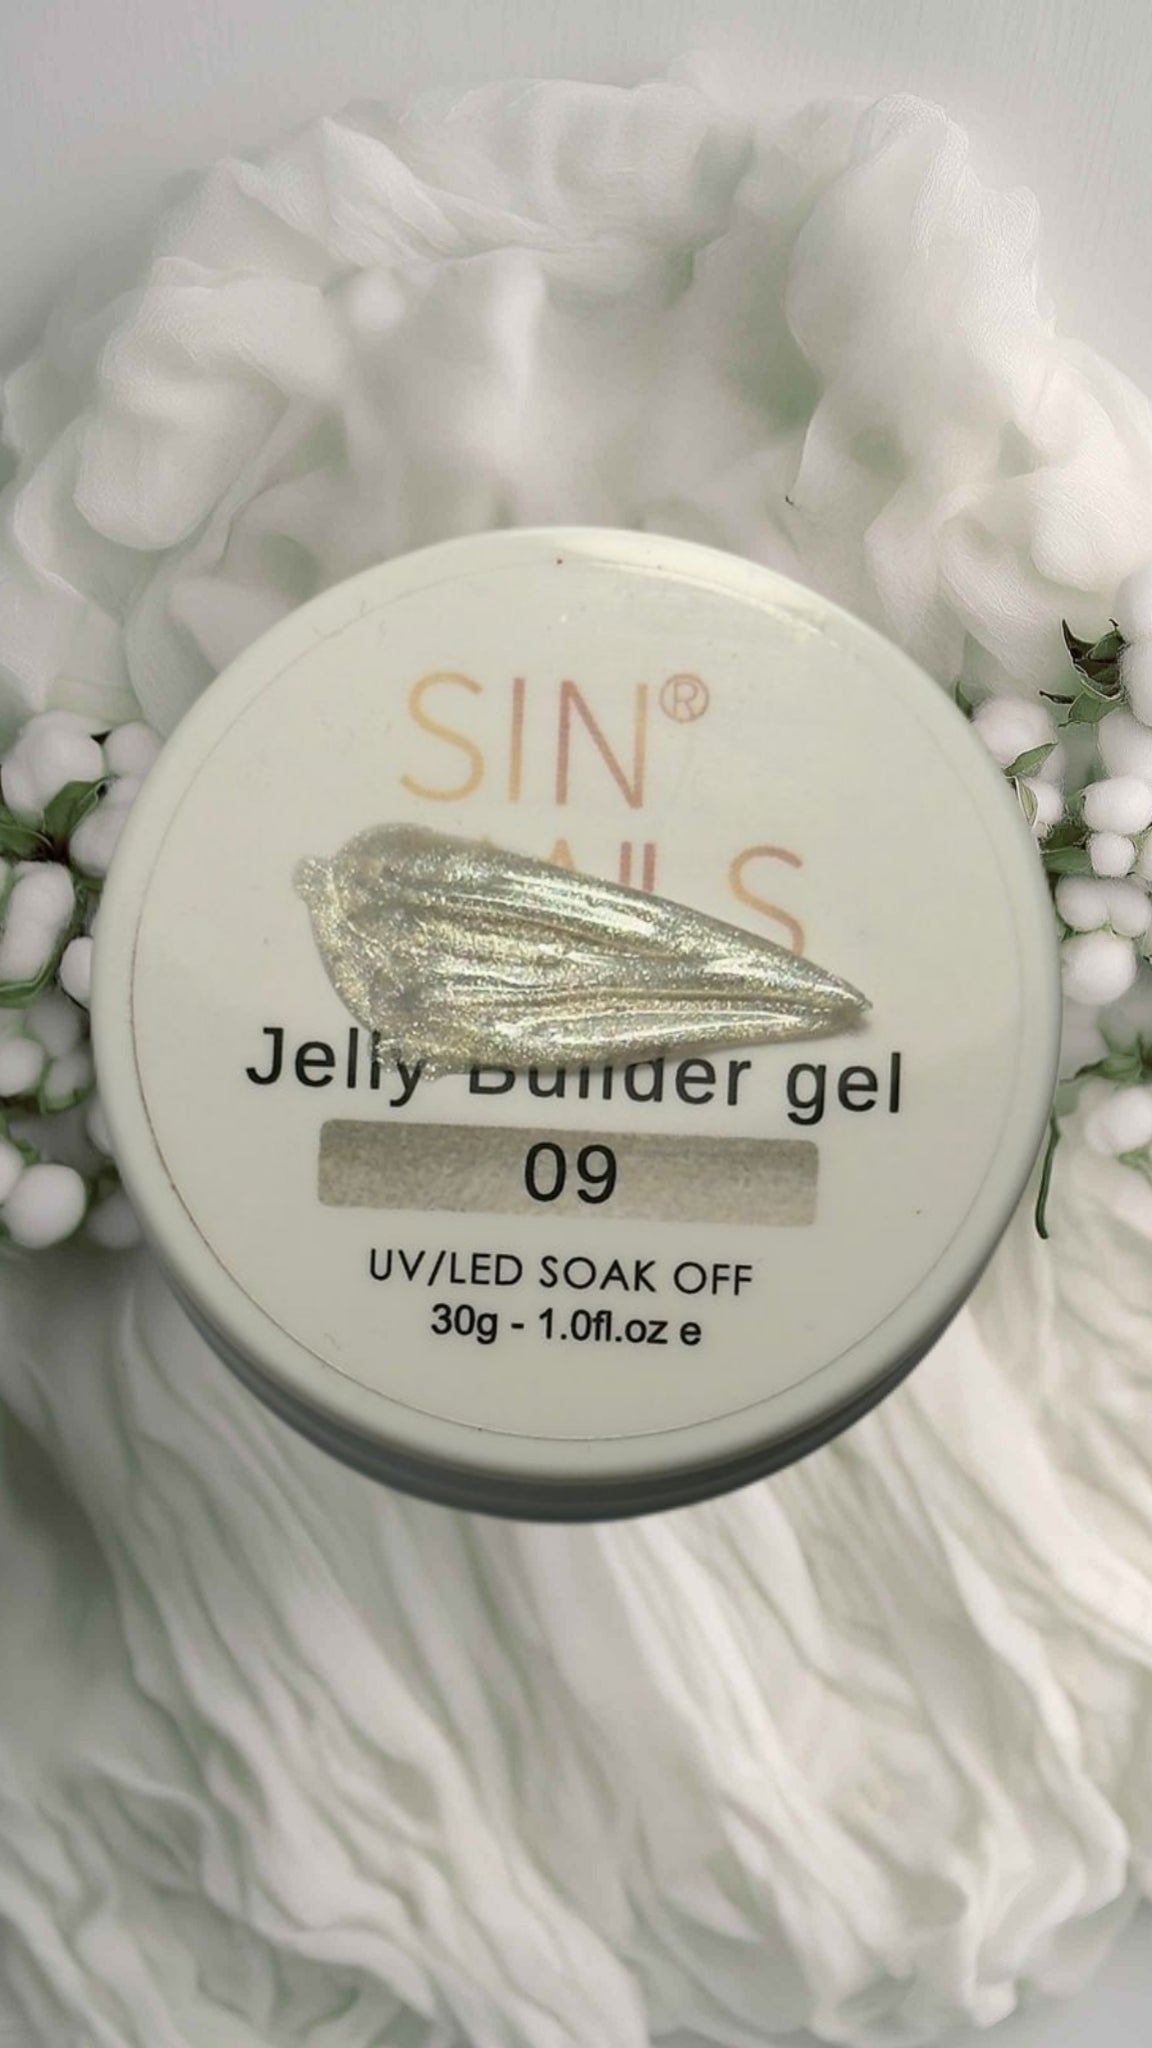 SIN®
Jelly Builder gel
09
UV/LED SOAK OFF
30g - 1.0fl.oz e